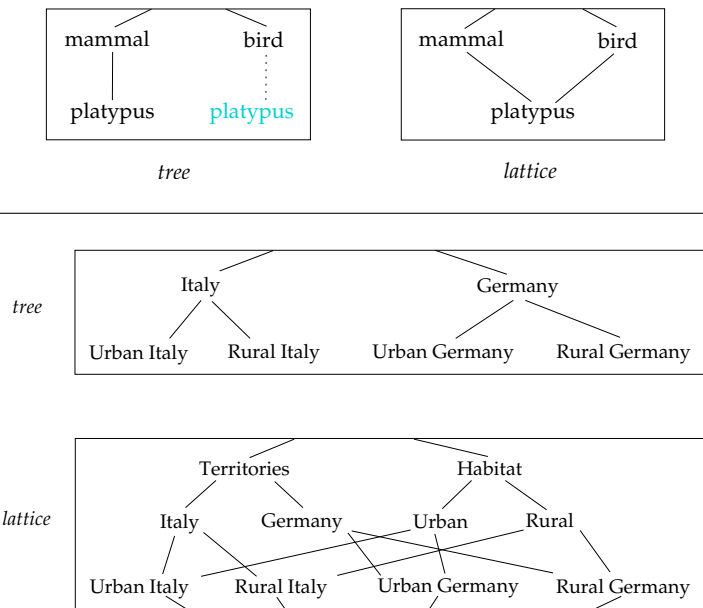 mammal bird
platypus platypus
tree
mammal bird
platypus
lattice
tree
Italy Germany
Urban Italy Rural Italy Urban Germany Rural Germany
lattice
Territories Habitat
Italy Germany Urban Rural
Urban Italy Rural Italy Urban Germany Rural Germany